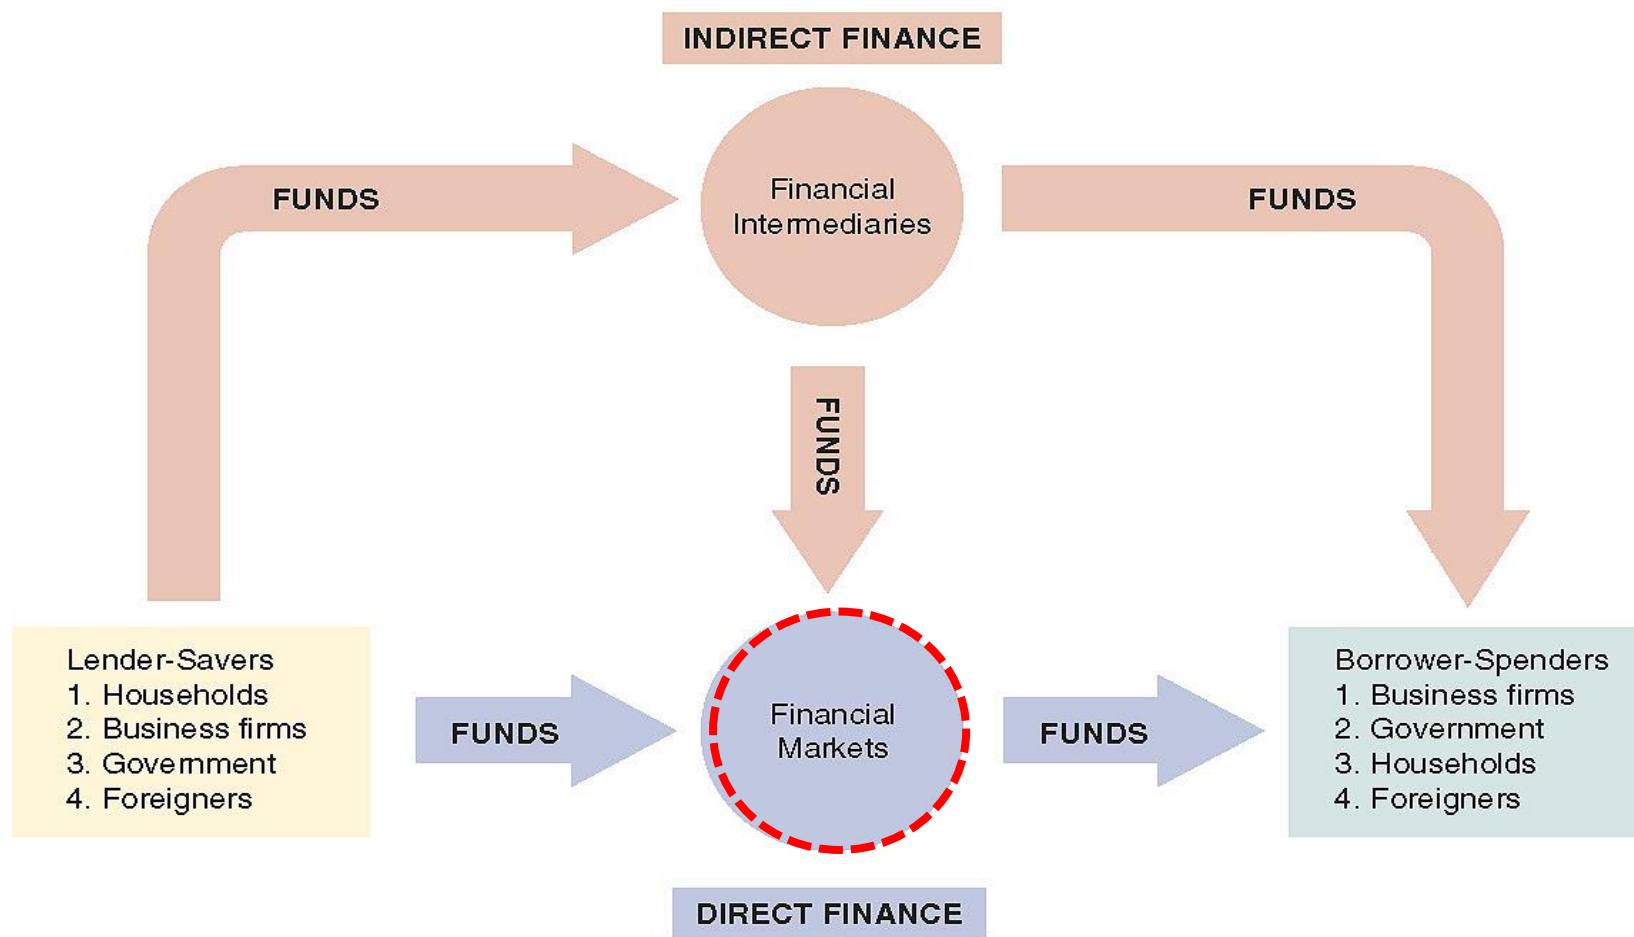 INDIRECT FINANCE
Financial
Intermediaries
FUNDS
FUNDS
FUNDS
Lender-Savers
1. Households
2. Business firms
3. Government
4. Foreigners
FUNDS
Financial
Markets
FUNDS
Borrower-Spenders
1. Business firms
2. Government
3. Households
4. Foreigners
DIRECT FINANCE